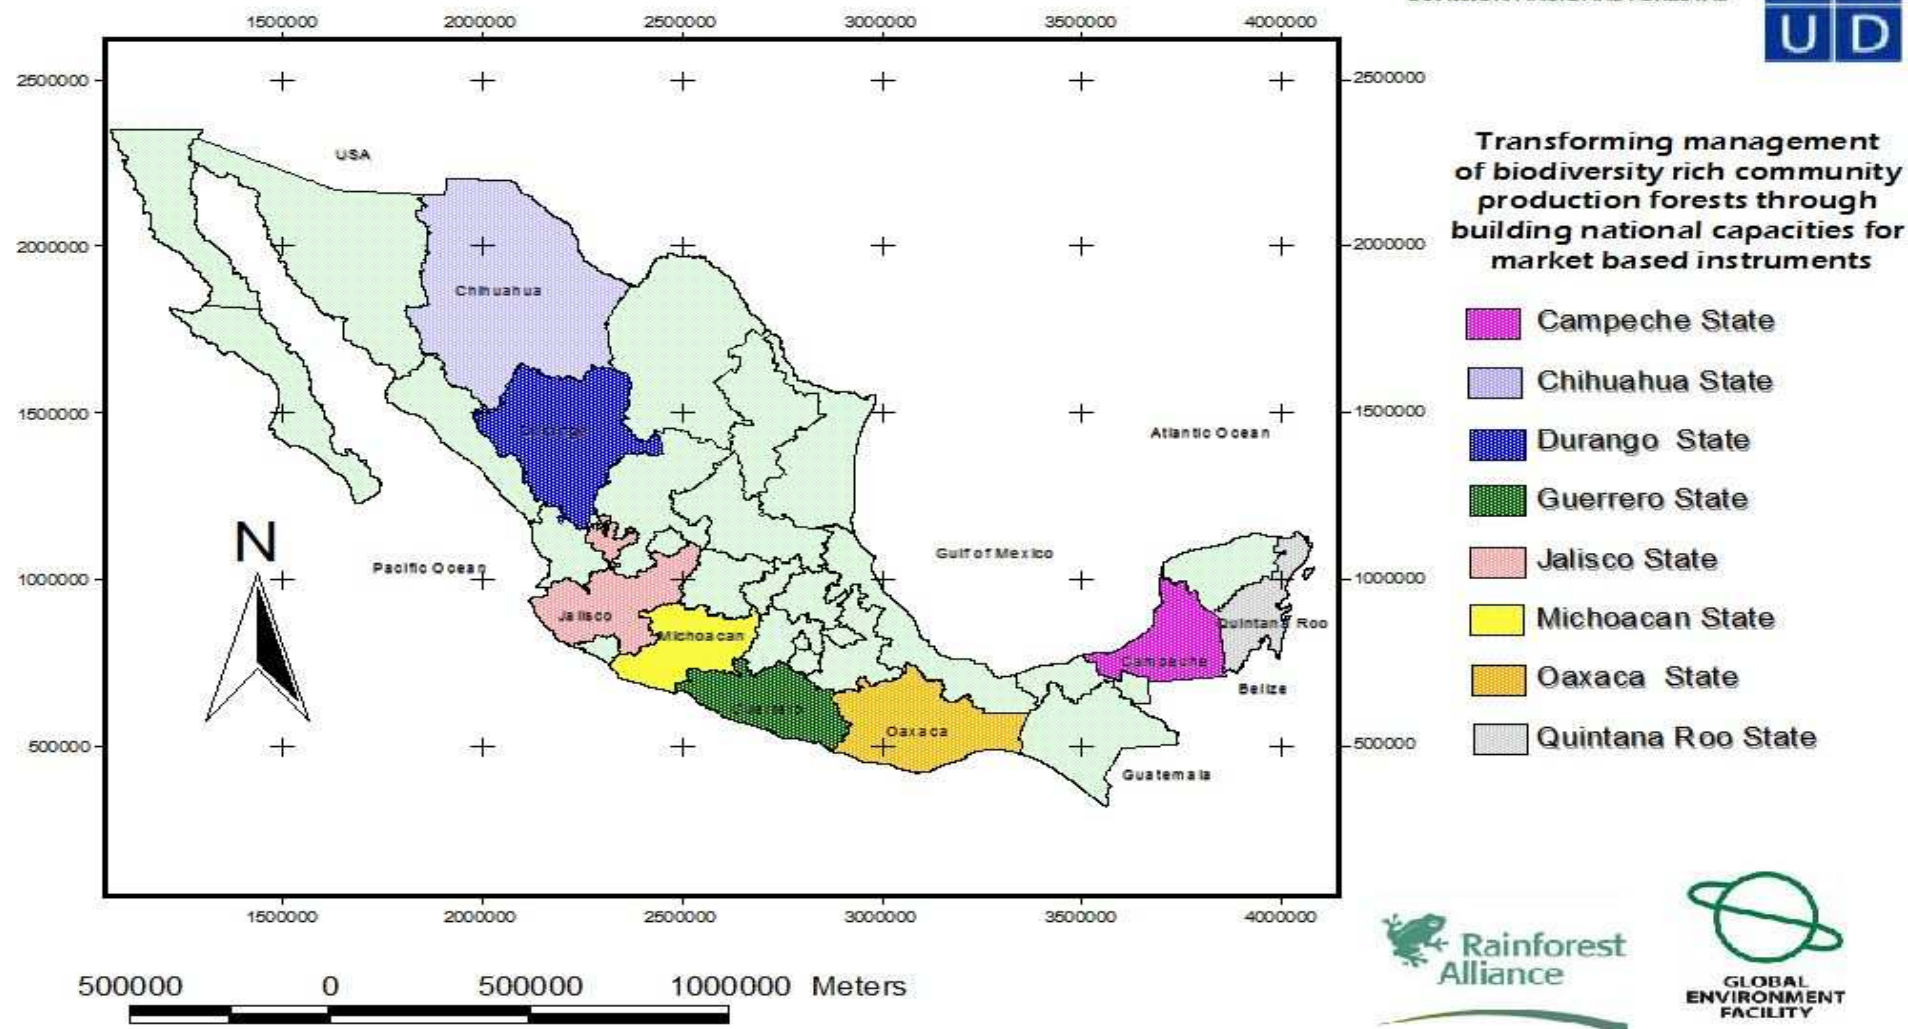 1500000 2000000 2500000 3000000 3500000 4000000
U D
2500000 2500000
Transforming management
of biodiversity rich community
production forests through
building national capacities for
market based instruments
USA
2000000 2000000
Chihuahua
Campeche State
Chihuahua State
1500000 1500000
Atlantic Ocean
Durango State
Guerrero State
N
Pacific Ocean
Gulf of Mexico
1000000 1000000
Jalisco State
Jalisco
Michoacan
Quintana Roo
Michoacan State
Campeche
Belize
Oaxaca State
Guerrero
Oaxaca
500000 500000
Quintana Roo State
Guatemala
1500000 2000000 2500000 3000000 3500000 4000000
Rainforest
Alliance
GLOBAL
ENVIRONMENT
FACILITY
500000 0 500000 1000000 Meters